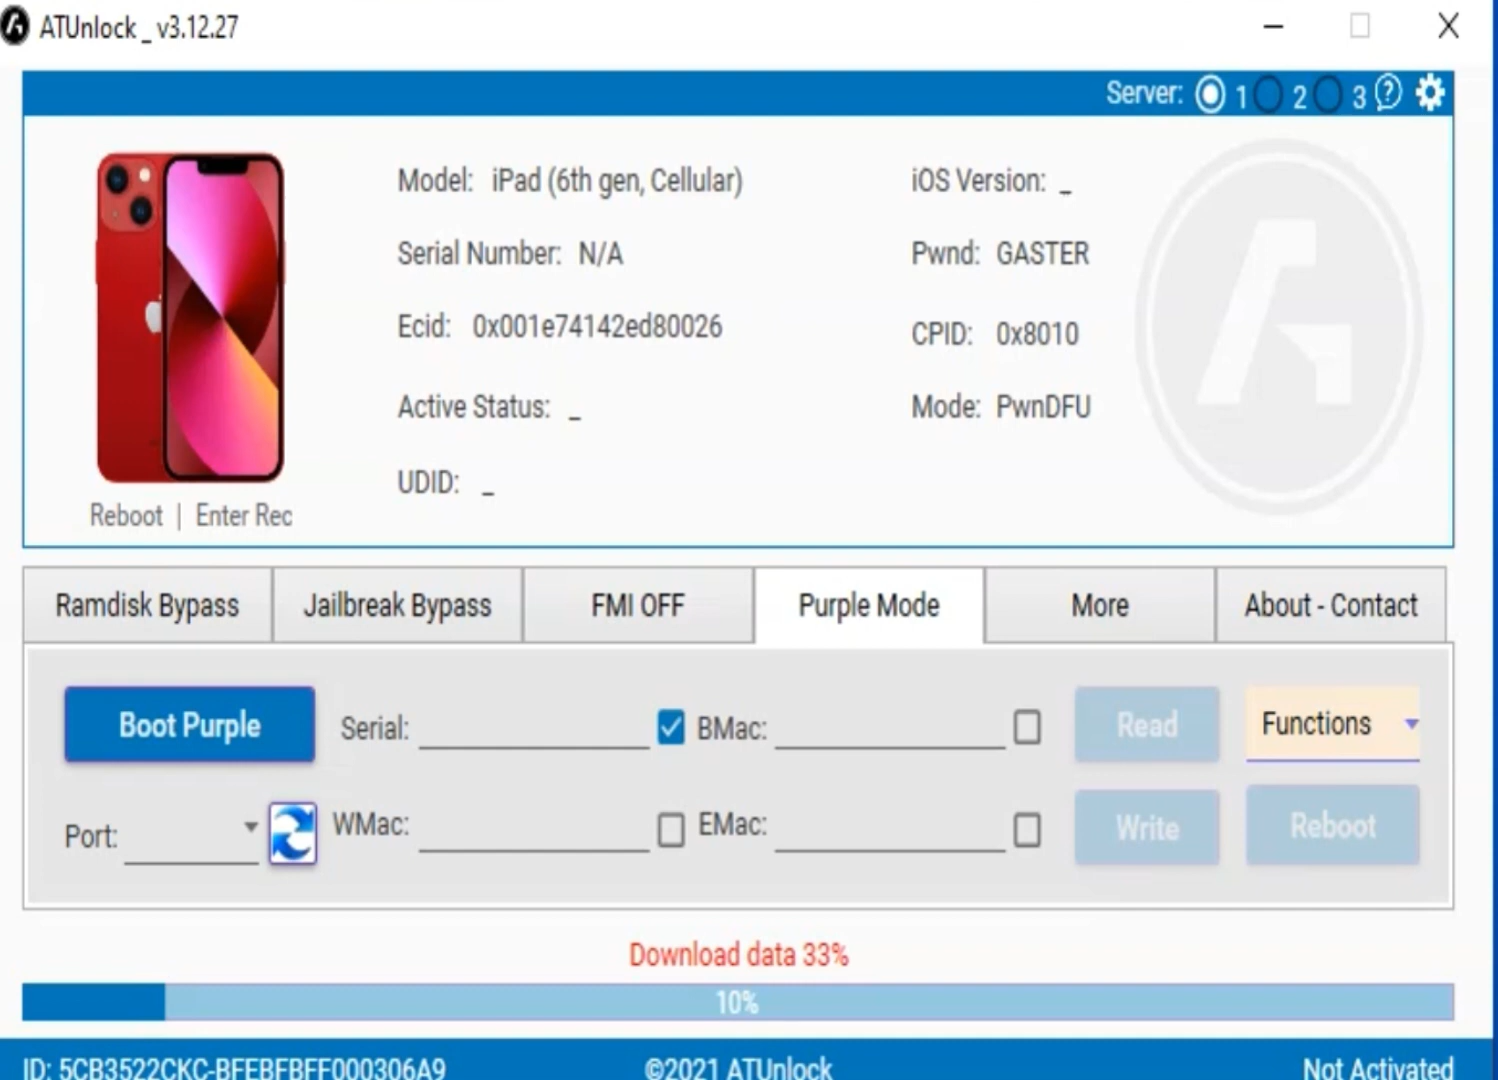 ATUnlock _ v3.12.27
Server: 1 2 3 ?
Model: iPad (6th gen, Cellular)
iOS Version: _
Serial Number: N/A
Pwnd: GASTER
Ecid: 0x001e74142ed80026
CPID: 0x8010
Active Status: _
Mode: PwnDFU
UDID: _
Reboot | Enter Rec
Ramdisk Bypass
Jailbreak Bypass
FMI OFF
Purple Mode
More
About - Contact
Boot Purple
Serial:
BMac:
Read
Functions
Port:
WMac:
EMac:
Write
Reboot
Download data 33%
10%
ID: 5CB3522CKC-BFEBFBFF000306A9
©2021 ATUnlock
Not Activated